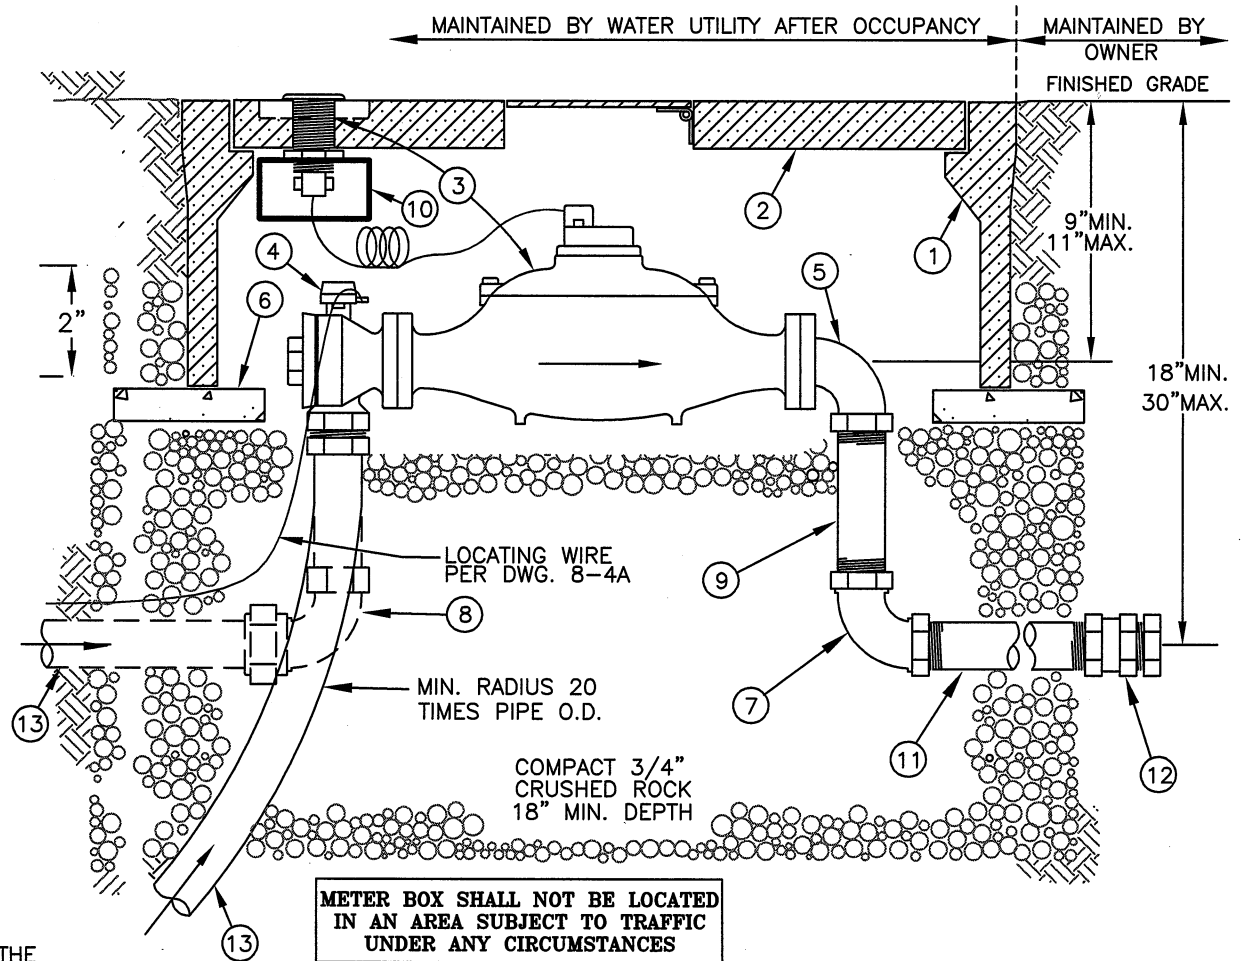 MAINTAINED BY WATER UTILITY AFTER OCCUPANCY
MAINTAINED BY
OWNER
FINISHED GRADE
3
10
2
1
9"MIN.
11"MAX.
4
5
6
2"
18"MIN.
30"MAX.
LOCATING WIRE
PER DWG. 8-4A
8
9
MIN. RADIUS 20
TIMES PIPE O.D.
13
7
11
12
COMPACT 3/4"
CRUSHED ROCK
18" MIN. DEPTH
METER BOX SHALL NOT BE LOCATED
IN AN AREA SUBJECT TO TRAFFIC
UNDER ANY CIRCUMSTANCES
13
THE